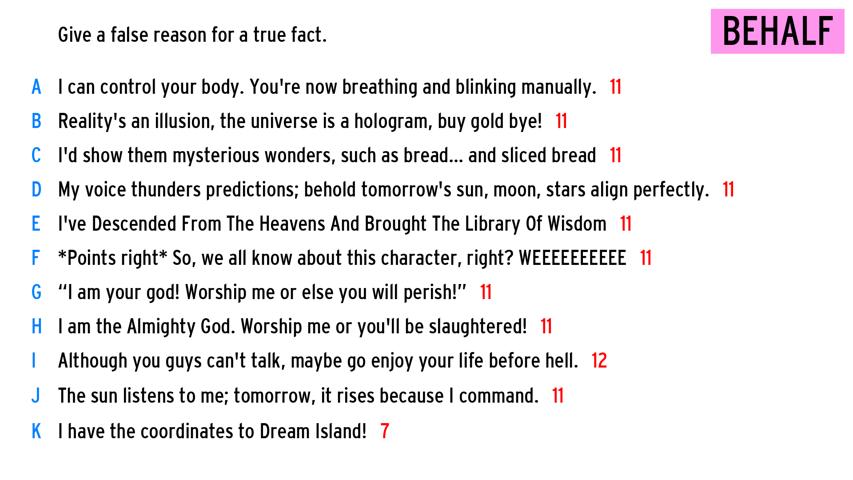 Give a false reason for a true fact.
BEHALF
A I can control your body. You're now breathing and blinking manually. 11
B Reality's an illusion, the universe is a hologram, buy gold bye! 11
C I'd show them mysterious wonders, such as bread... and sliced bread 11
D My voice thunders predictions; behold tomorrow's sun, moon, stars align perfectly. 11
E I've Descended From The Heavens And Brought The Library Of Wisdom 11
F *Points right* So, we all know about this character, right? WEEEEEEEEEE 11
G “I am your god! Worship me or else you will perish!” 11
H I am the Almighty God. Worship me or you'll be slaughtered! 11
I Although you guys can't talk, maybe go enjoy your life before hell. 12
J The sun listens to me; tomorrow, it rises because I command. 11
K I have the coordinates to Dream Island! 7